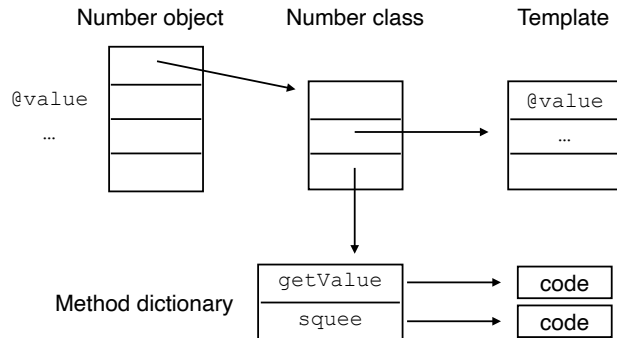 Number object Number class Template
@value @value
... ...
getValue code
Method dictionary
squee code